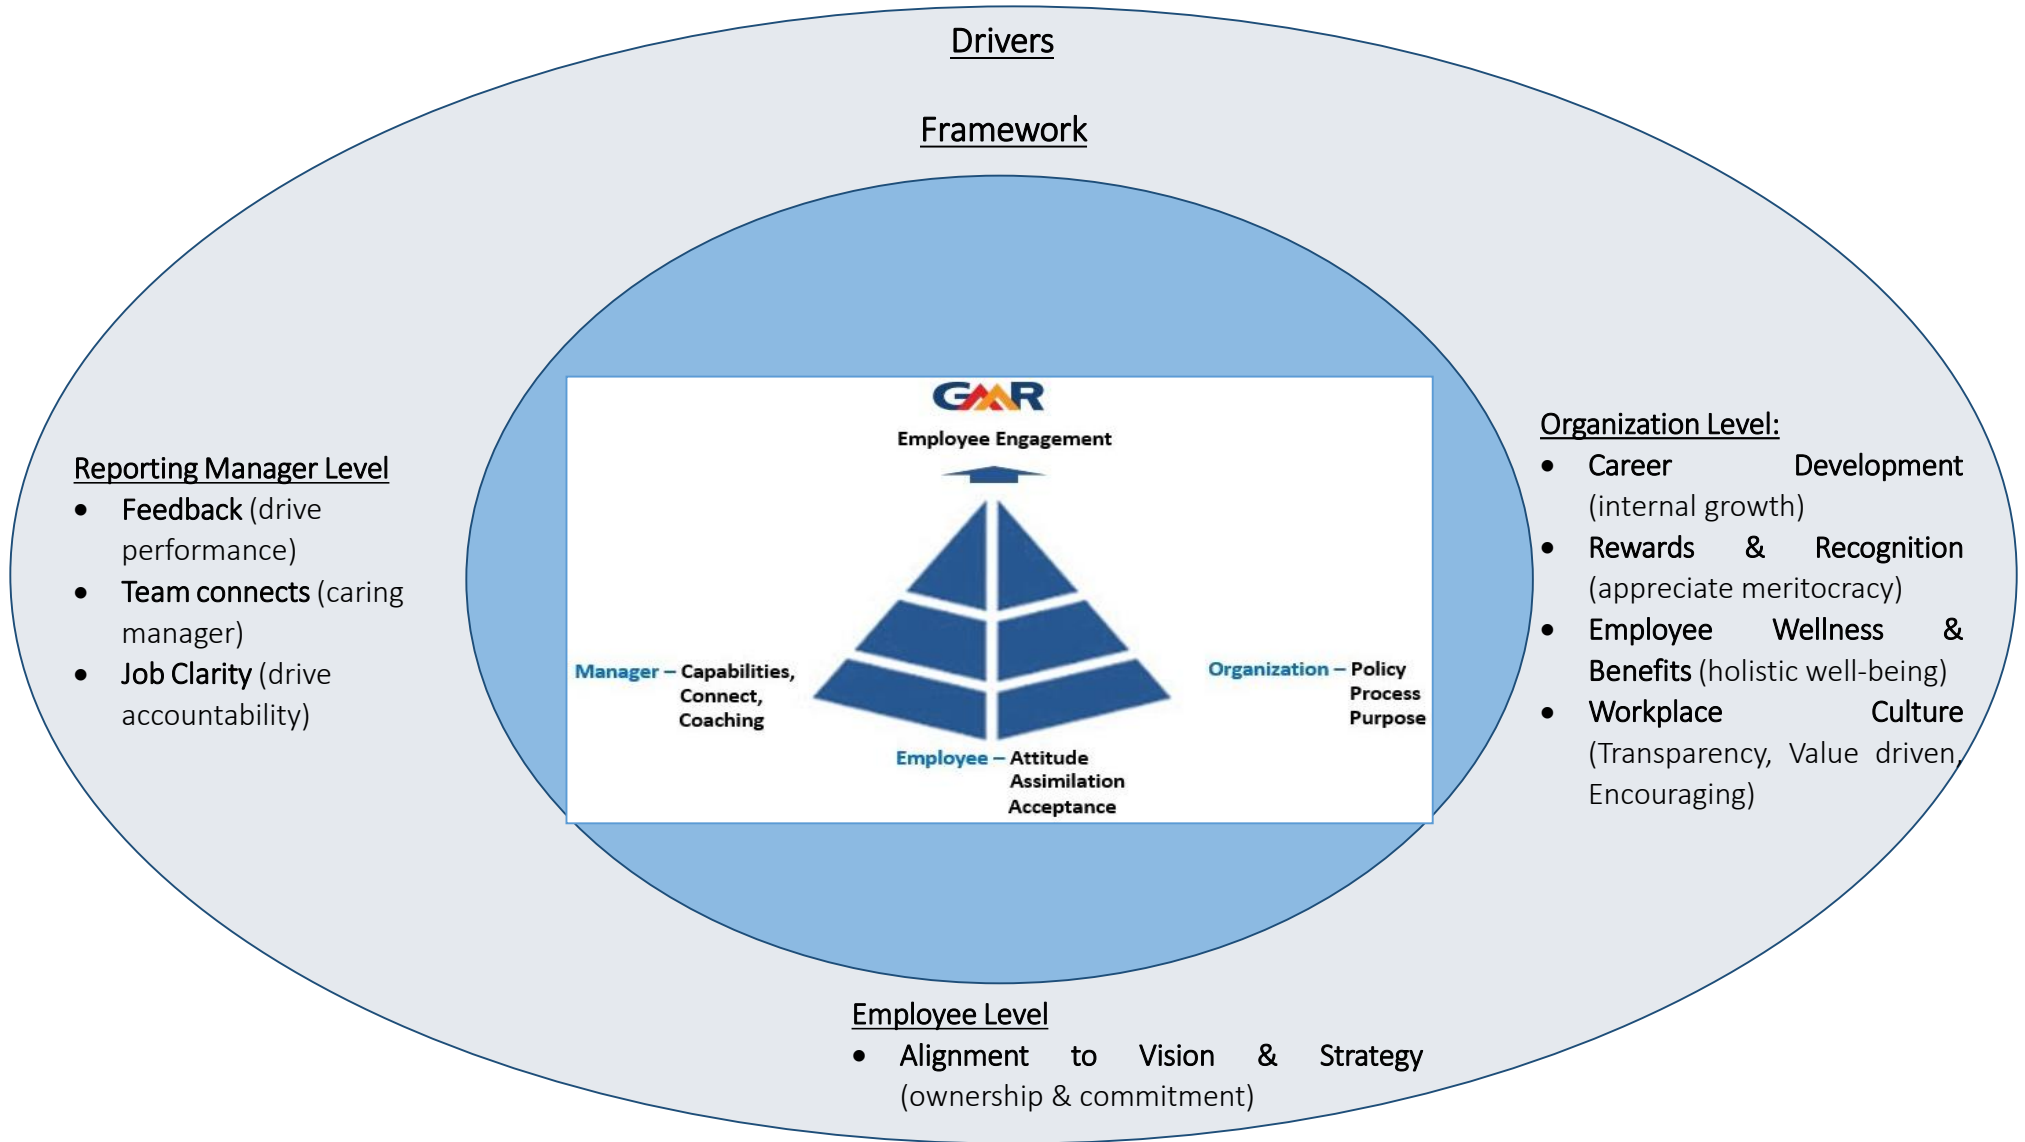 Drivers
Framework
Reporting Manager Level
• Feedback (drive
performance)
• Team connects (caring
manager)
• Job Clarity (drive
accountability)
GMR
Employee Engagement
Manager – Capabilities,
Connect,
Coaching
Organization – Policy
Process
Purpose
Employee – Attitude
Assimilation
Acceptance
Organization Level:
• Career Development
(internal growth)
• Rewards & Recognition
(appreciate meritocracy)
• Employee Wellness &
Benefits (holistic well-being)
• Workplace Culture
(Transparency, Value driven,
Encouraging)
Employee Level
• Alignment to Vision & Strategy
(ownership & commitment)